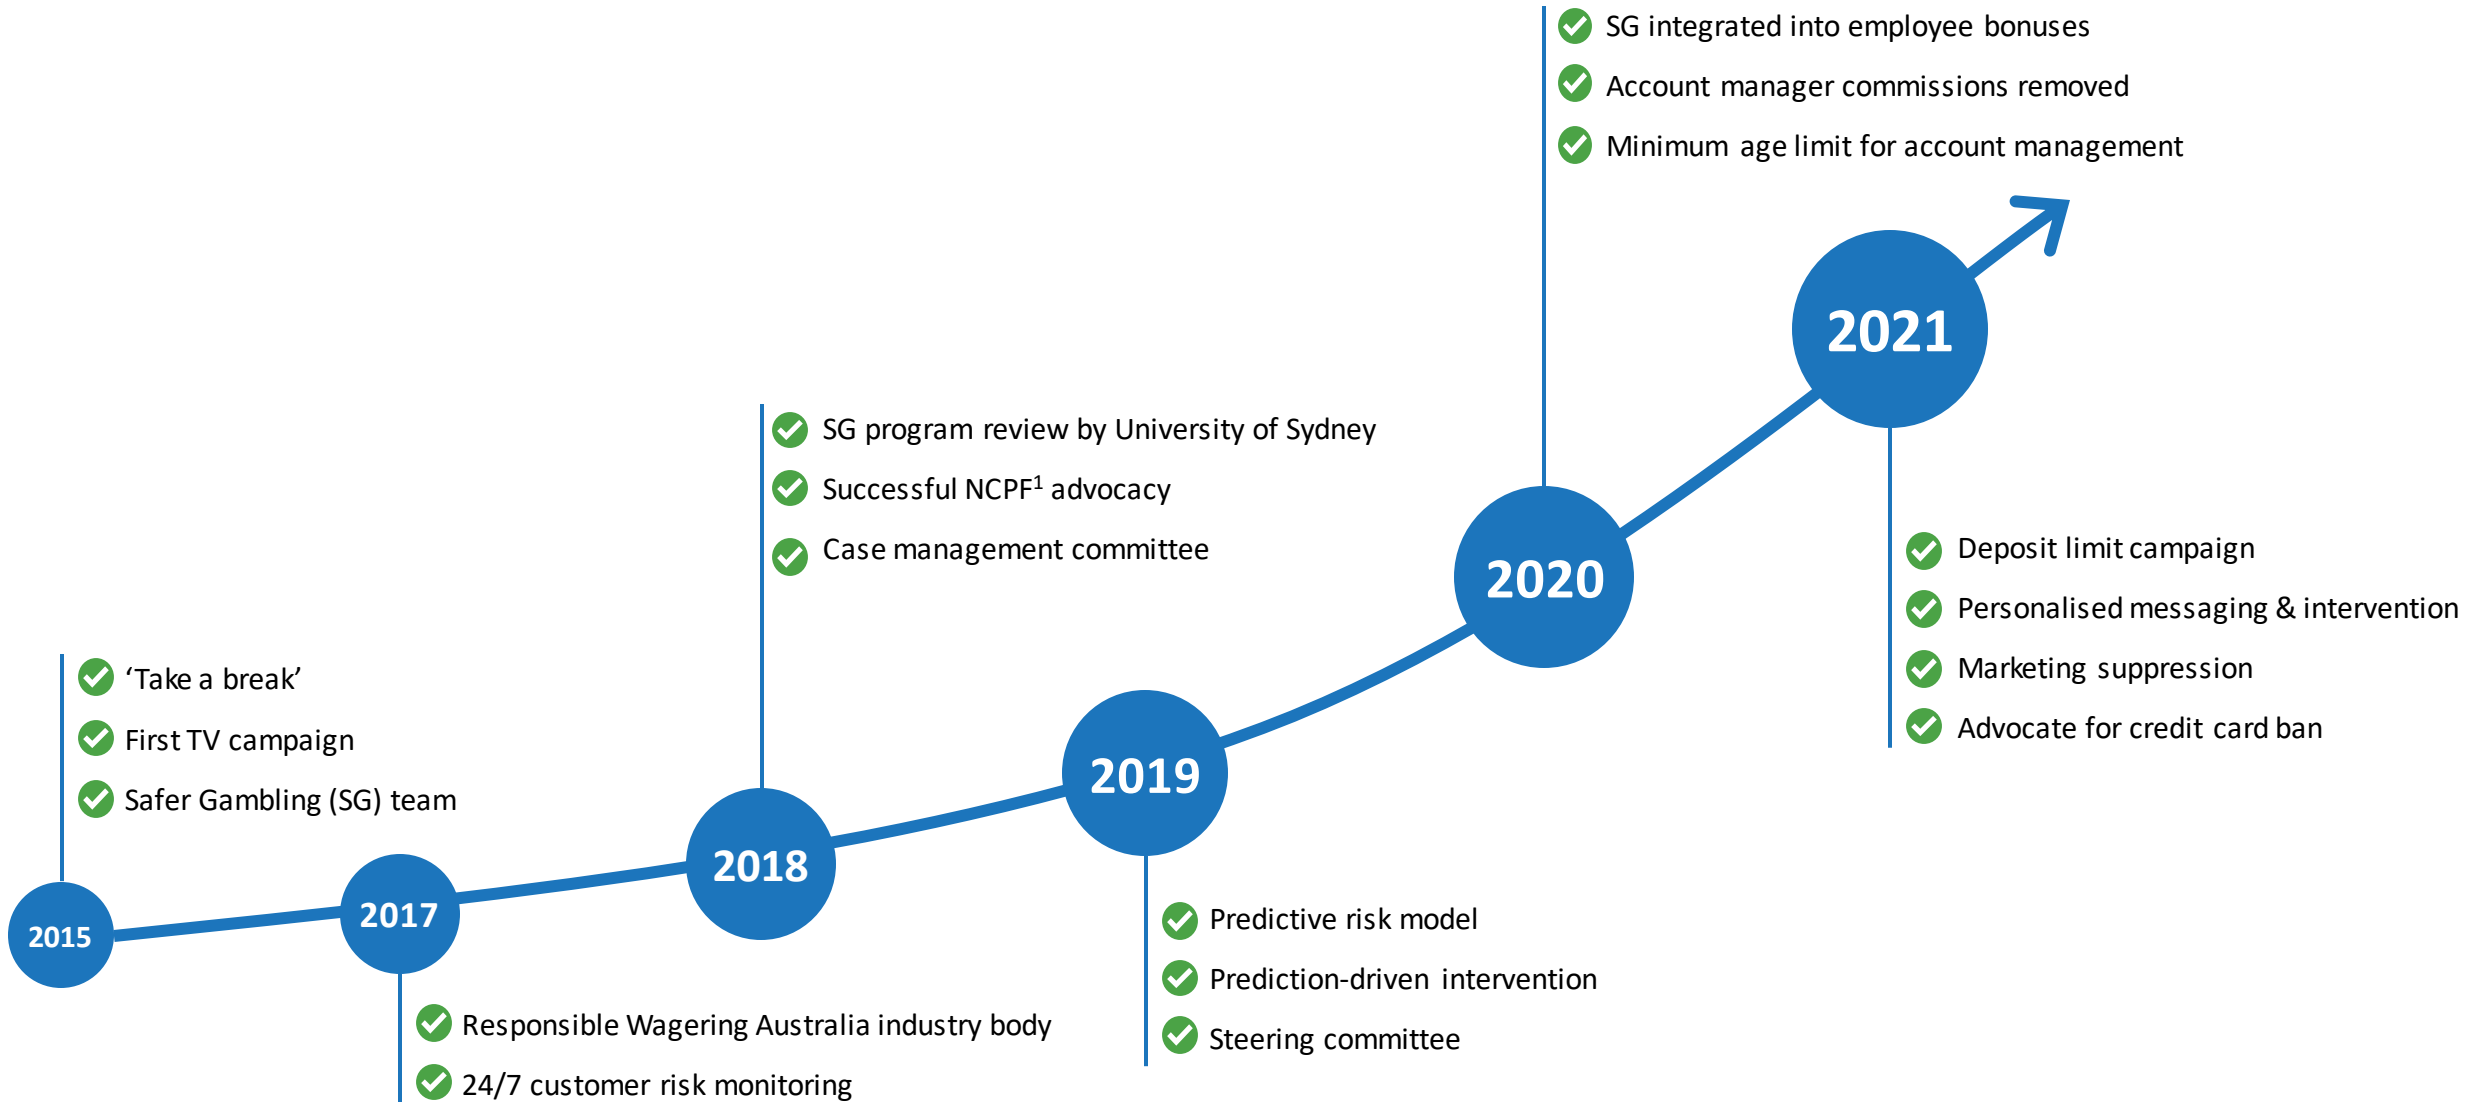 SG integrated into employee bonuses
Account manager commissions removed
Minimum age limit for account management
2021
SG program review by University of Sydney
Successful NCPF¹ advocacy
Case management committee
2020
Deposit limit campaign
Personalised messaging & intervention
Marketing suppression
Advocate for credit card ban
‘Take a break’
First TV campaign
Safer Gambling (SG) team
2019
2018
2017
2015
Predictive risk model
Prediction-driven intervention
Steering committee
Responsible Wagering Australia industry body
24/7 customer risk monitoring